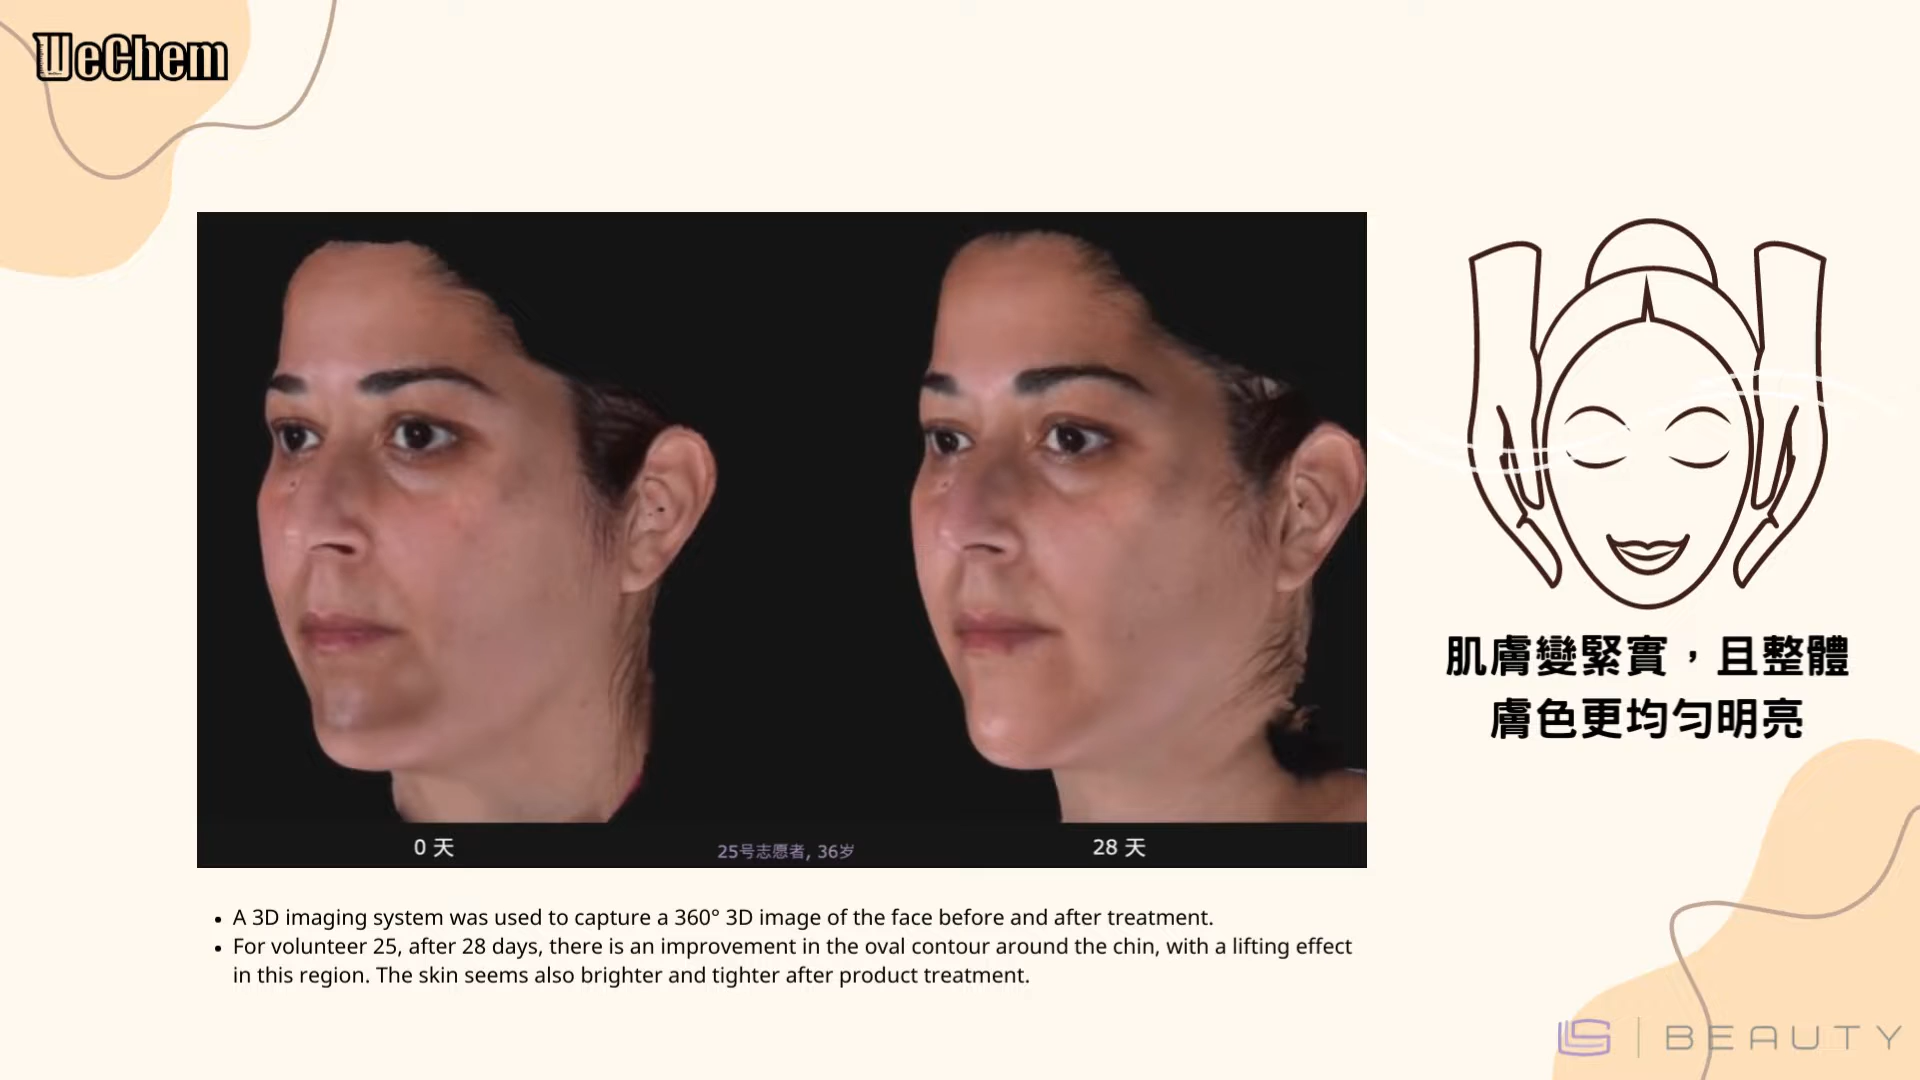 WeChem
0 天
25号志愿者, 36岁
28 天
肌膚變緊實，且整體
膚色更均勻明亮
• A 3D imaging system was used to capture a 360° 3D image of the face before and after treatment.
• For volunteer 25, after 28 days, there is an improvement in the oval contour around the chin, with a lifting effect
in this region. The skin seems also brighter and tighter after product treatment.
LS | BEAUTY